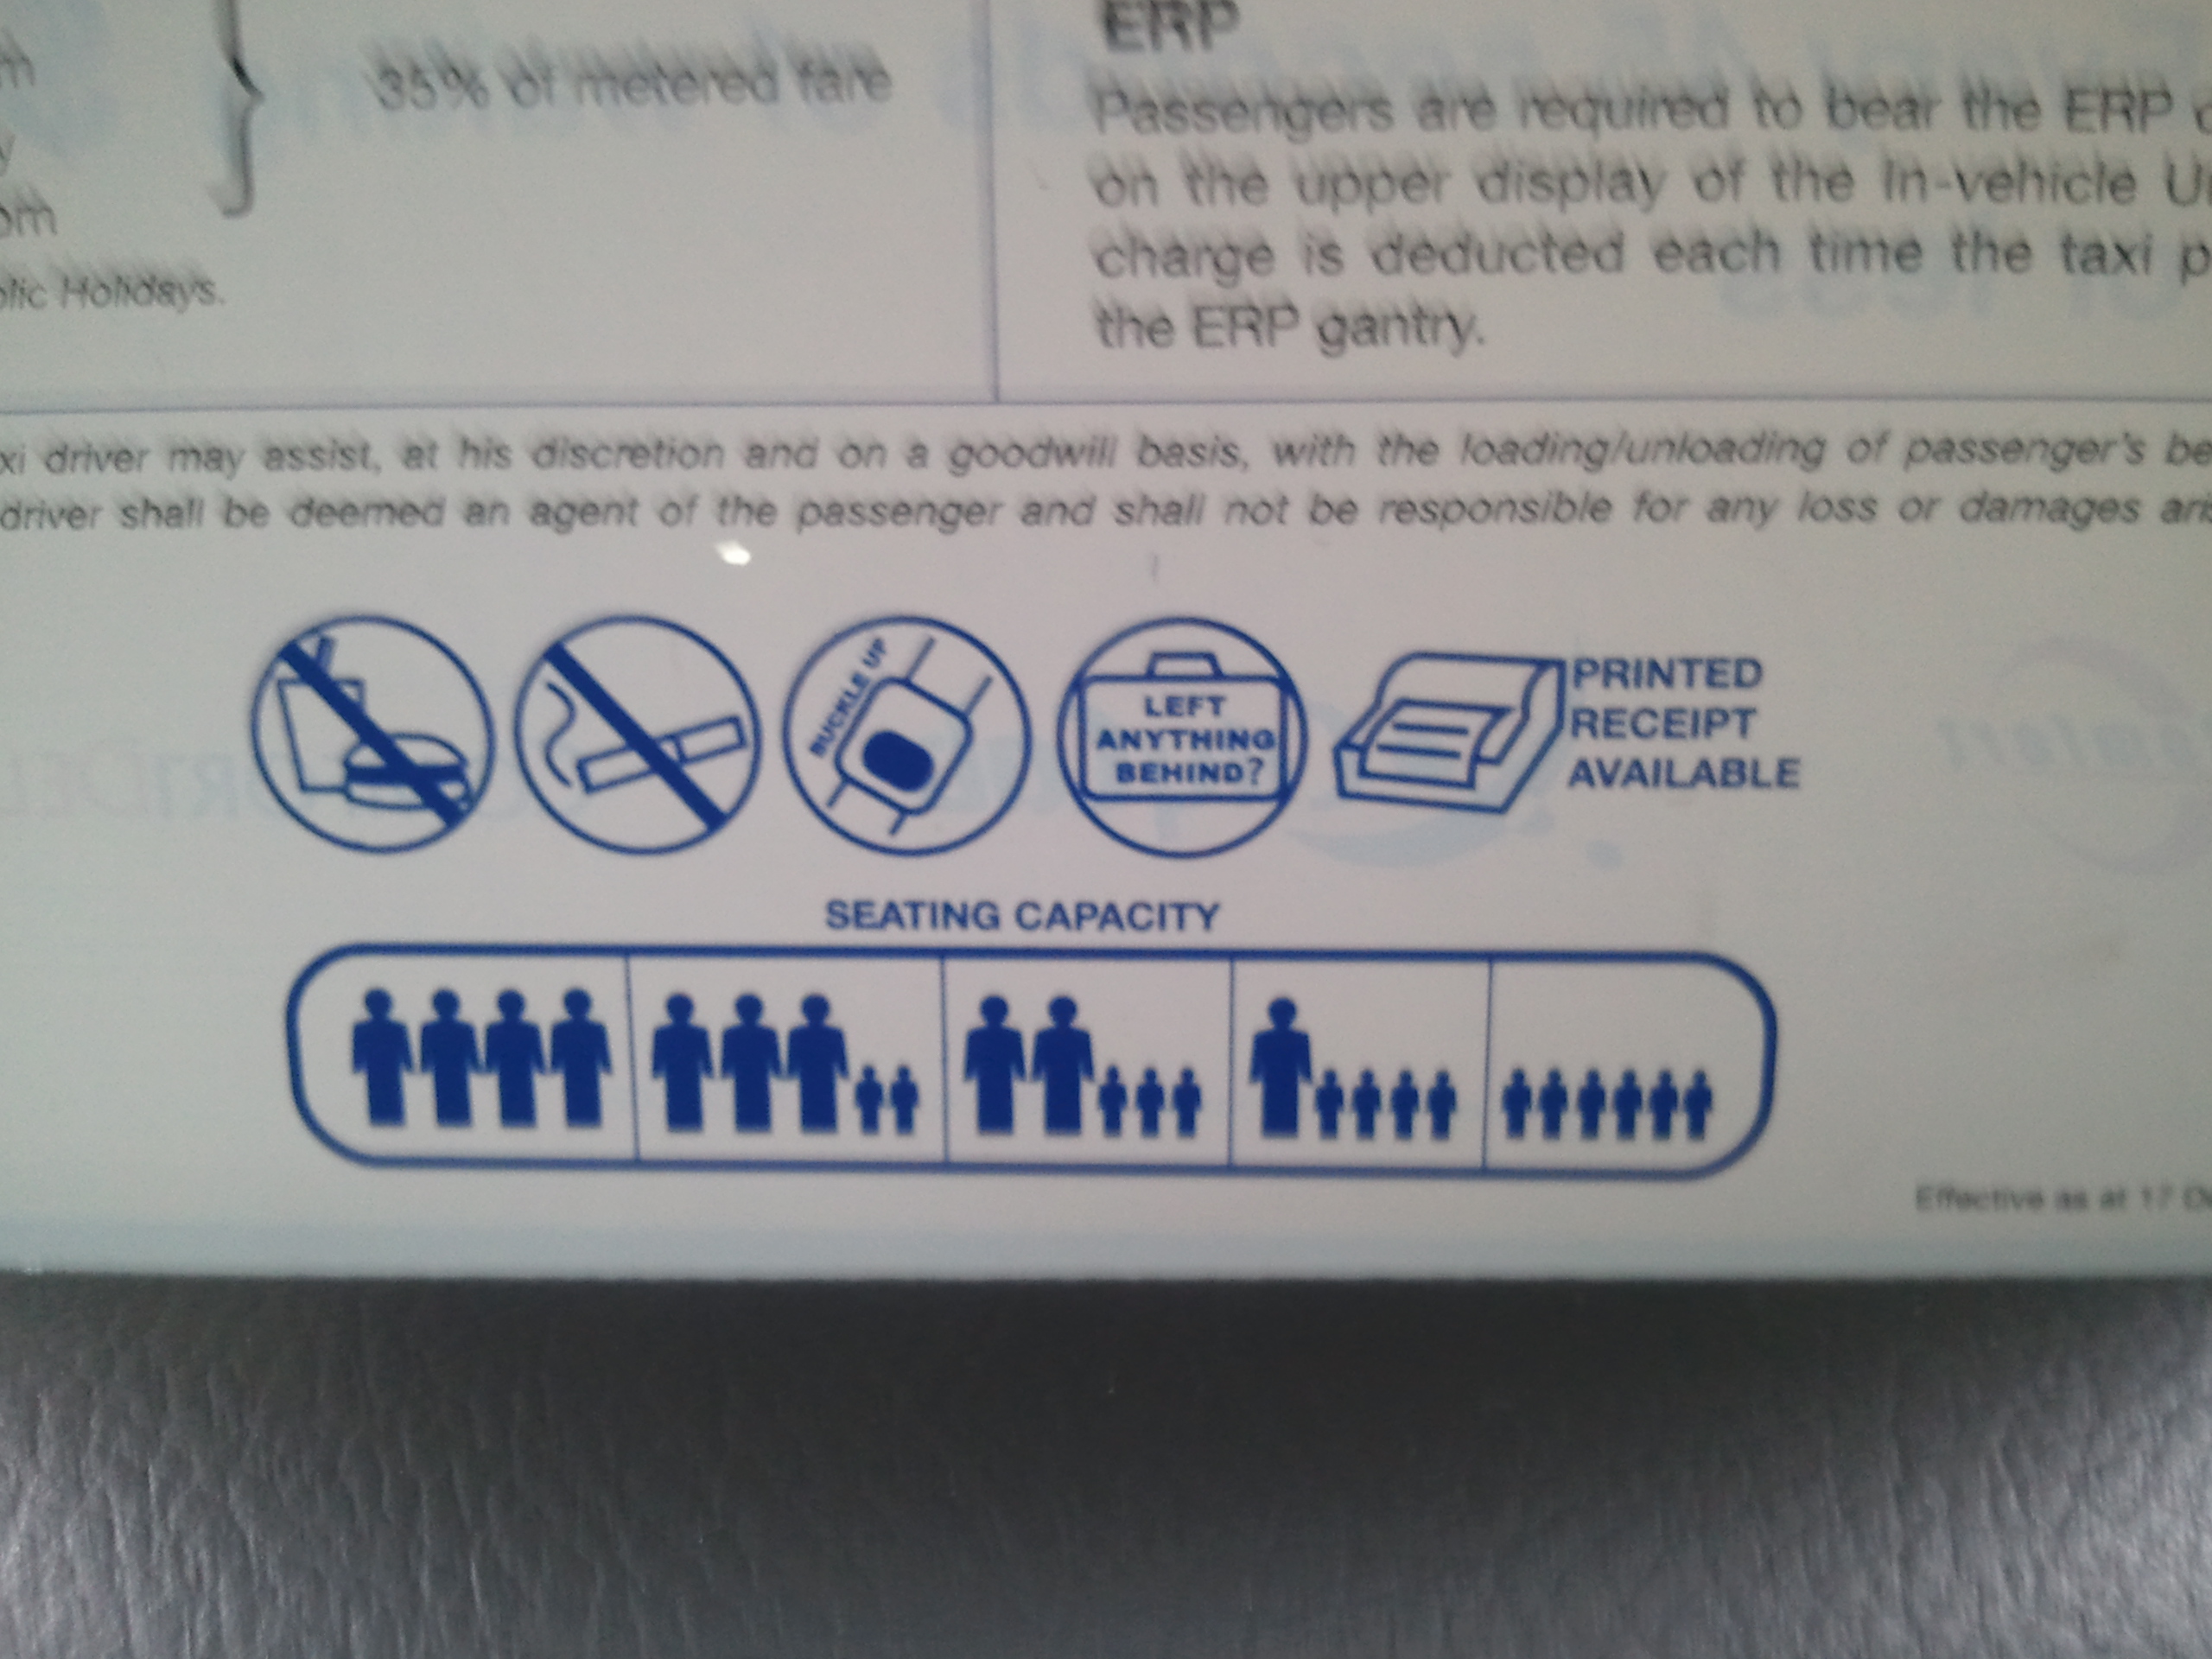 35% of metered fare
ERP
Passengers are required to bear the ERP
on the upper display of the In-vehicle
charge is deducted each time the taxi
the ERP gantry.
Holidays.
driver may assist, at his discretion and on a goodwill basis, with the loading/unloading of passenger's
driver shall be deemed an agent of the passenger and shall not be responsible for any loss or damages
BUCKLE UP
LEFT
ANYTHING
BEHIND?
PRINTED
RECEIPT
AVAILABLE
SEATING CAPACITY
Effective as at 17